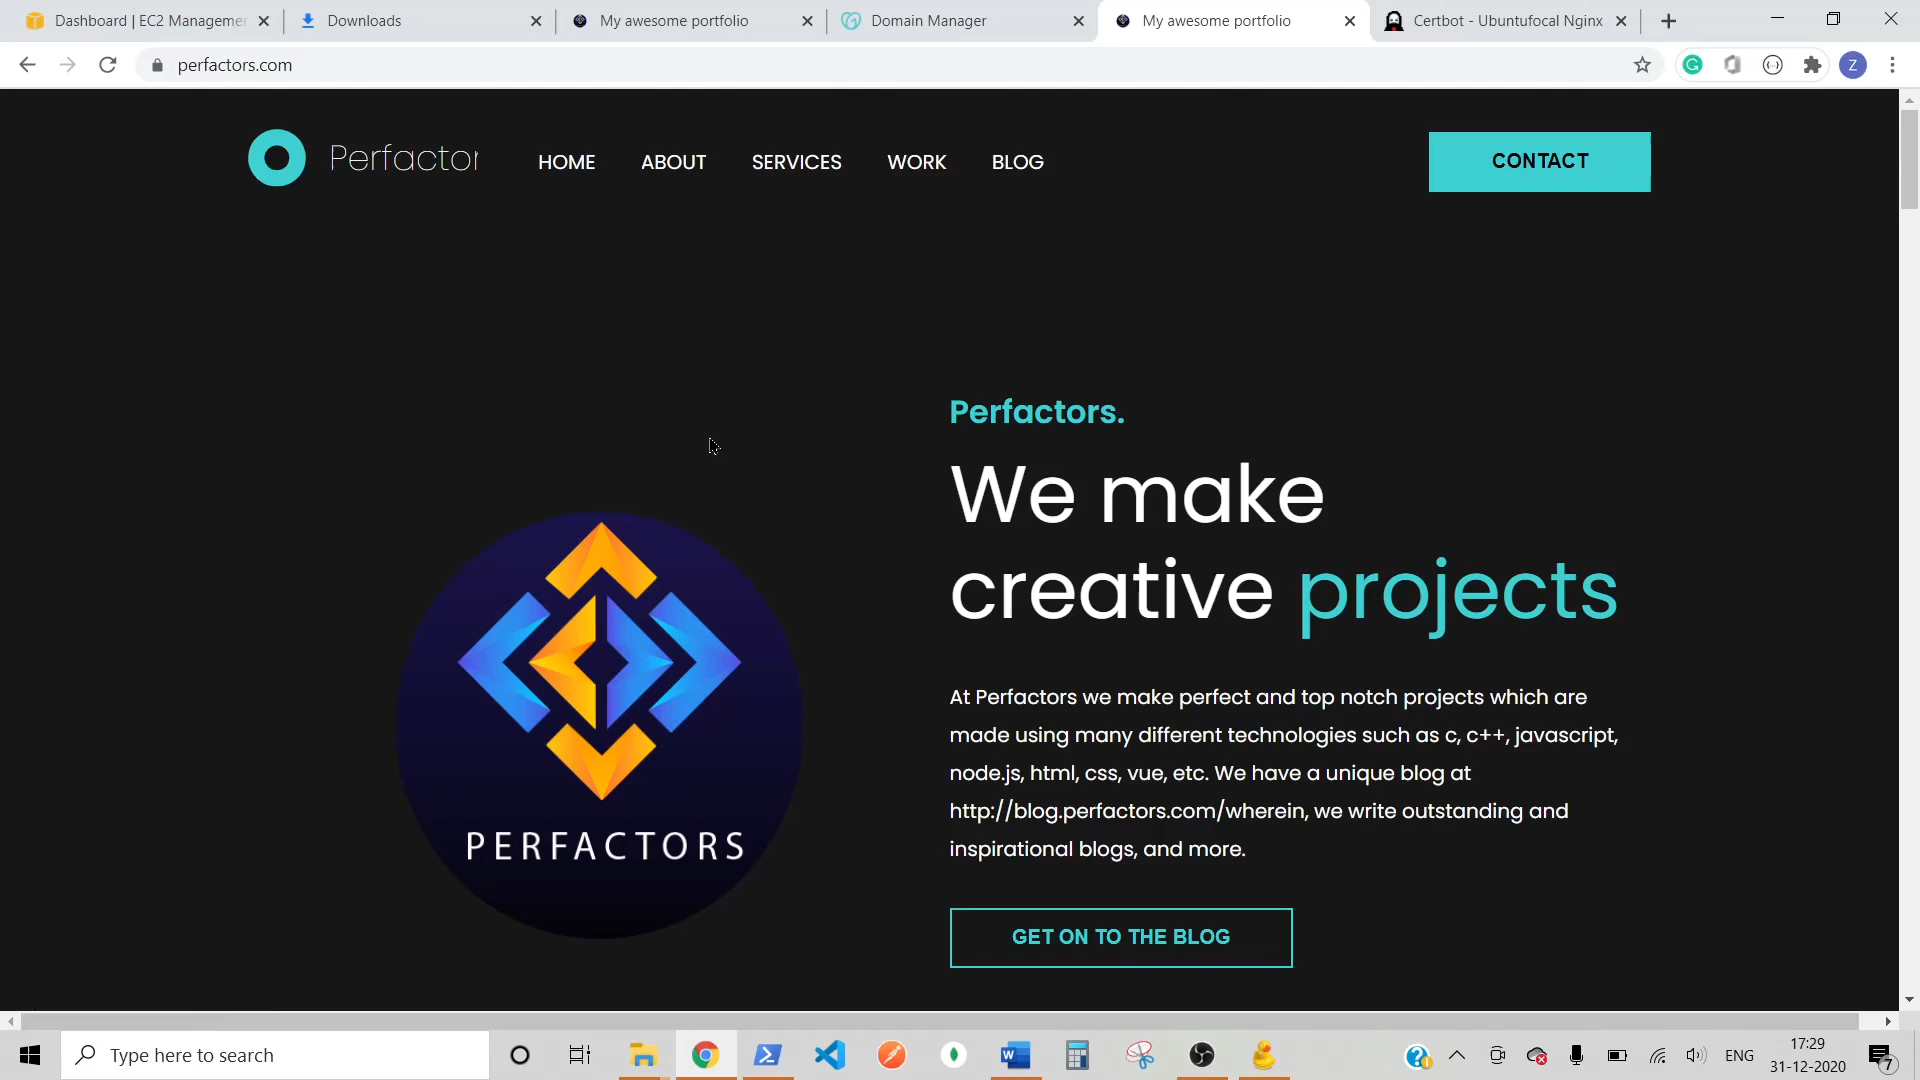 Dashboard | EC2 Managemer
Downloads
My awesome portfolio
Domain Manager
My awesome portfolio
Certbot - Ubuntufocal Nginx
perfactors.com
Z
Perfactor
HOME
ABOUT
SERVICES
WORK
BLOG
CONTACT
Perfactors.
We make
creative projects
At Perfactors we make perfect and top notch projects which are
made using many different technologies such as c, c++, javascript,
node.js, html, css, vue, etc. We have a unique blog at
http://blog.perfactors.com/wherein, we write outstanding and
inspirational blogs, and more.
PERFACTORS
GET ON TO THE BLOG
Type here to search
ENG
17:29
31-12-2020
7